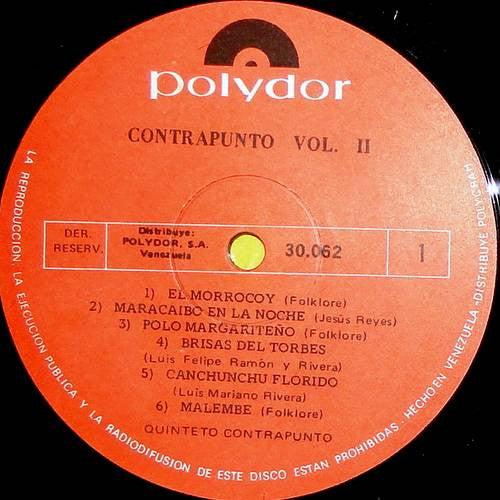 polydor
CONTRAPUNTO VOL. II
DER. RESERV.
Distribuye:
POLYDOR, S.A.
Venezuela
30.062
1
1) EL MORROCOY (Folklore)
2) MARACAIBO EN LA NOCHE (Jesús Reyes)
3) POLO MARGARITEÑO (Folklore)
4) BRISAS DEL TORBES
(Luis Felipe Ramón y Rivera)
5) CANCHUNCHU FLORIDO
(Luis Mariano Rivera)
6) MALEMBE (Folklore)
QUINTETO CONTRAPUNTO
LA REPRODUCCION. LA EJECUCION PUBLICA Y LA RADIODIFUSION DE ESTE DISCO ESTAN PROHIBIDAS. HECHO EN VENEZUELA - DISTRIBUYE POLYGRAM